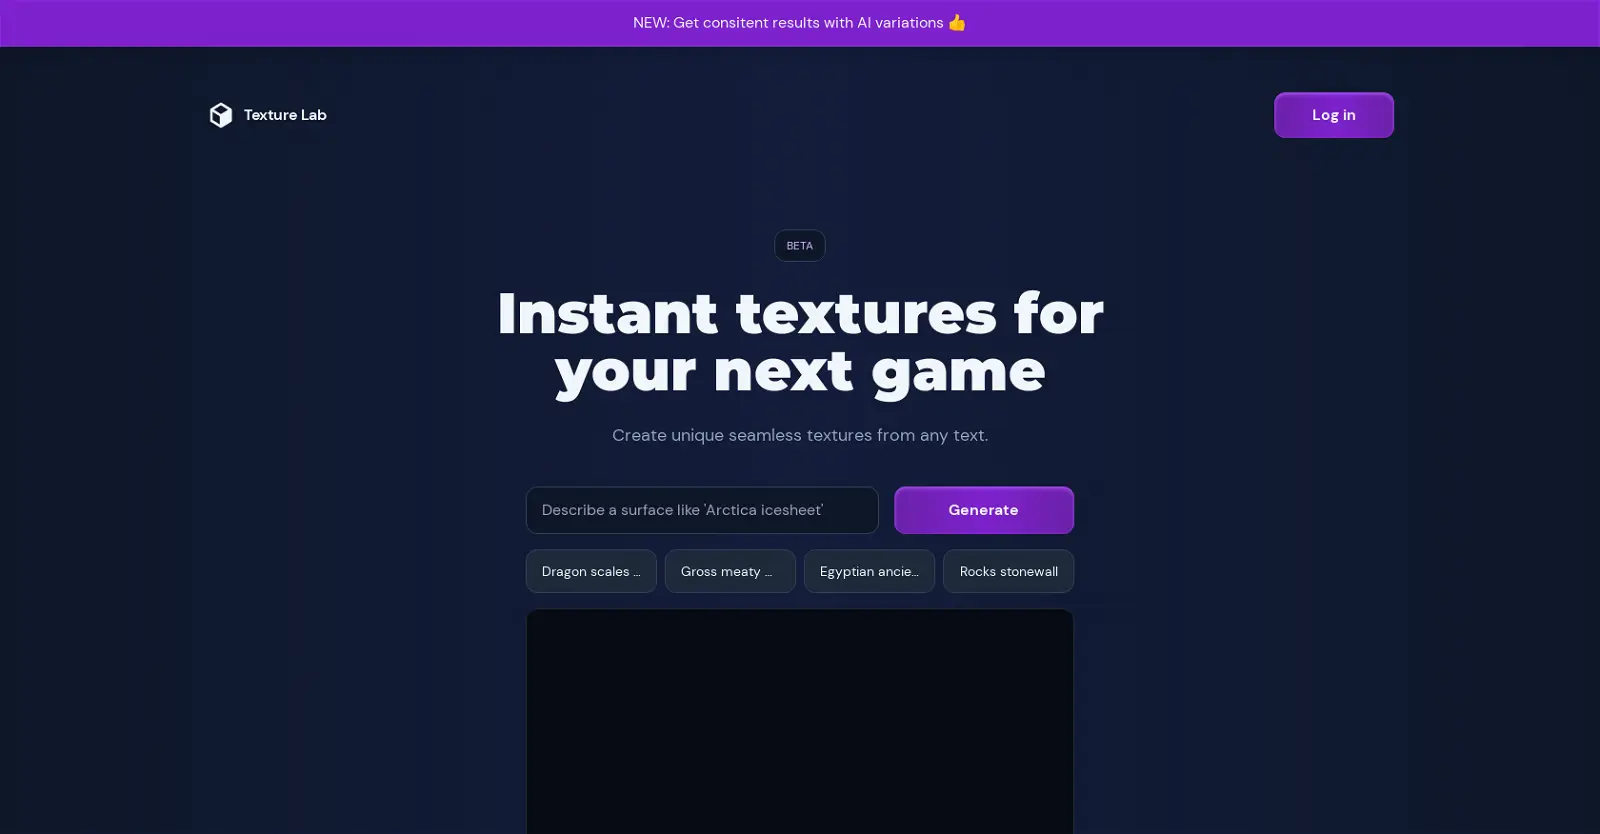 NEW: Get consitent results with AI variations 👍
Texture Lab
Log in
BETA
Instant textures for
your next game
Create unique seamless textures from any text.
Describe a surface like 'Arctica icesheet'
Generate
Dragon scales ...
Gross meaty ...
Egyptian ancie...
Rocks stonewall